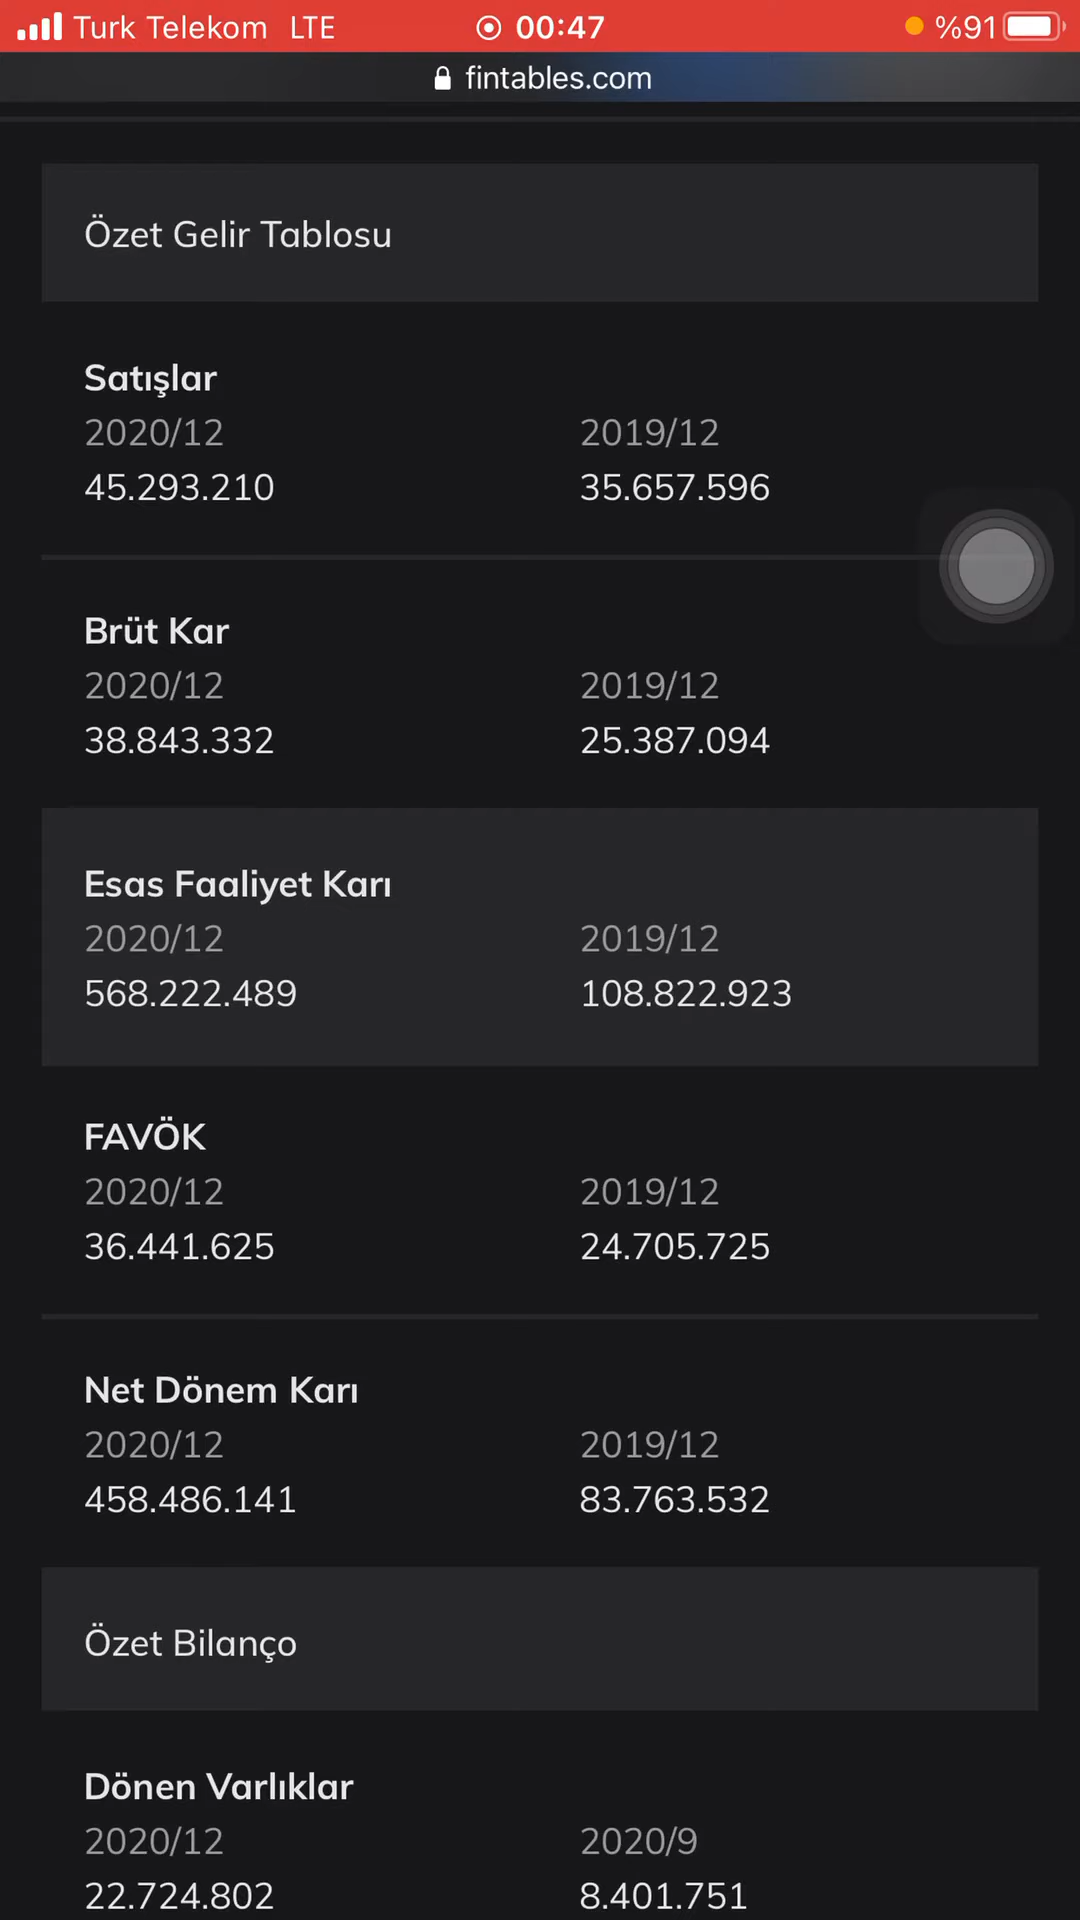 Turk Telekom LTE 00:47 %91
fintables.com
Özet Gelir Tablosu
Satışlar
2020/12 2019/12
45.293.210 35.657.596
Brüt Kar
2020/12 2019/12
38.843.332 25.387.094
Esas Faaliyet Karı
2020/12 2019/12
568.222.489 108.822.923
FAVÖK
2020/12 2019/12
36.441.625 24.705.725
Net Dönem Karı
2020/12 2019/12
458.486.141 83.763.532
Özet Bilanço
Dönen Varlıklar
2020/12 2020/9
22.724.802 8.401.751